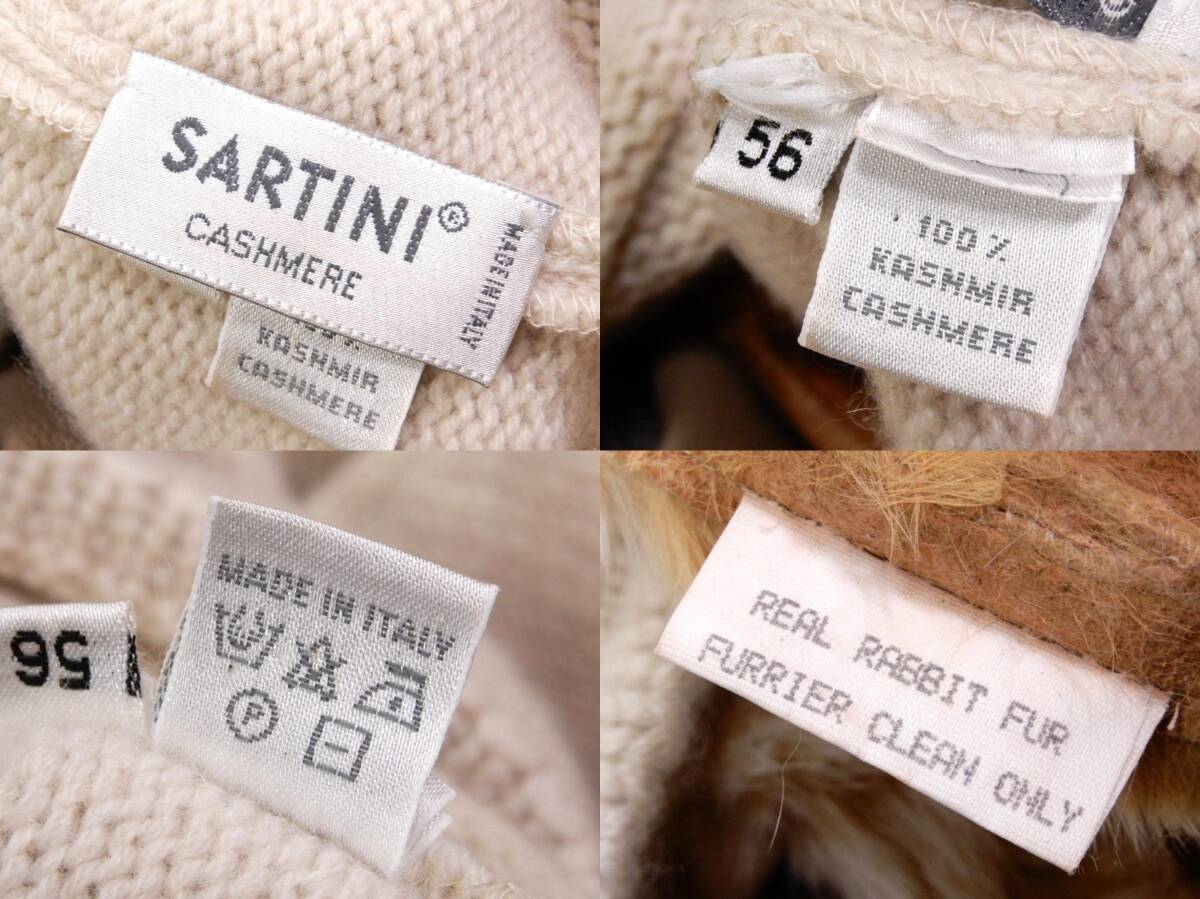 SARTINI®
CASHMERE
MADE IN ITALY
KASHMIR
CASHMERE
56
100%
KASHMIR
CASHMERE
56
MADE IN ITALY
P
REAL RABBIT FUR
FURRIER CLEAN ONLY